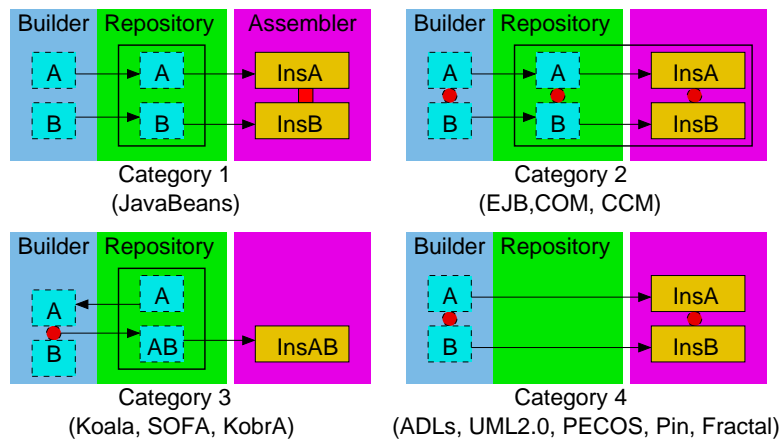 Builder Repository Assembler
A A InsA
B B InsB
Category 1
(JavaBeans)
Builder Repository
A A InsA
B B InsB
Category 2
(EJB,COM, CCM)
Builder Repository
A A
B AB InsAB
Category 3
(Koala, SOFA, KobrA)
Builder Repository
A InsA
B InsB
Category 4
(ADLs, UML2.0, PECOS, Pin, Fractal)